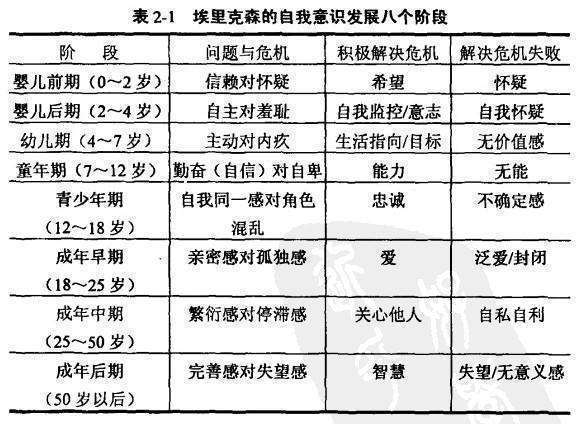 表 2-1 埃里克森的自我意识发展八个阶段
阶 段 问题与危机 积极解决危机 解决危机失败
婴儿前期（0～2 岁） 信赖对怀疑 希望 怀疑
婴儿后期（2～4 岁） 自主对羞耻 自我监控/意志 自我怀疑
幼儿期（4～7 岁） 主动对内疚 生活指向/目标 无价值感
童年期（7～12 岁） 勤奋（自信）对自卑 能力 无能
青少年期 自我同一感对角色 忠诚 不确定感
（12～18 岁） 混乱
成年早期 亲密感对孤独感 爱 泛爱/封闭
（18～25 岁）
成年中期 繁衍感对停滞感 关心他人 自私自利
（25～50 岁）
成年后期 完善感对失望感 智慧 失望/无意义感
（50 岁以后）